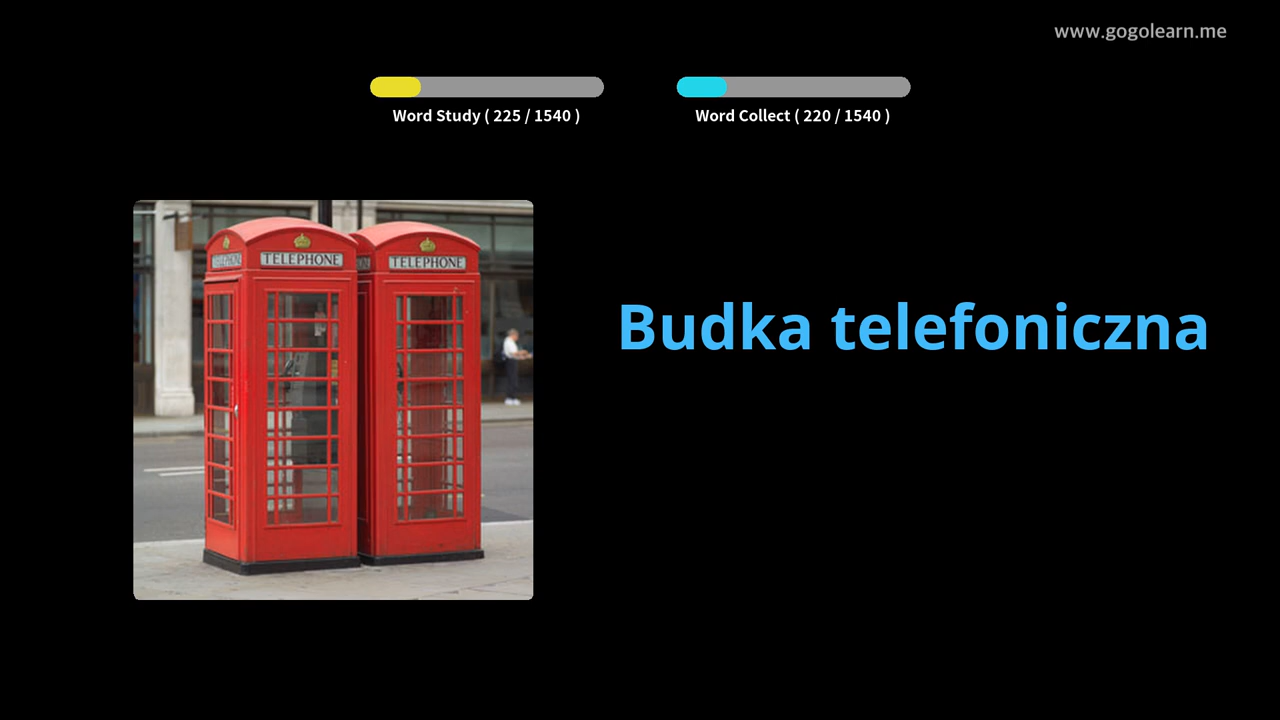 www.gogolearn.me
Word Study ( 225 / 1540 )
Word Collect ( 220 / 1540 )
TELEPHONE
TELEPHONE
Budka telefoniczna